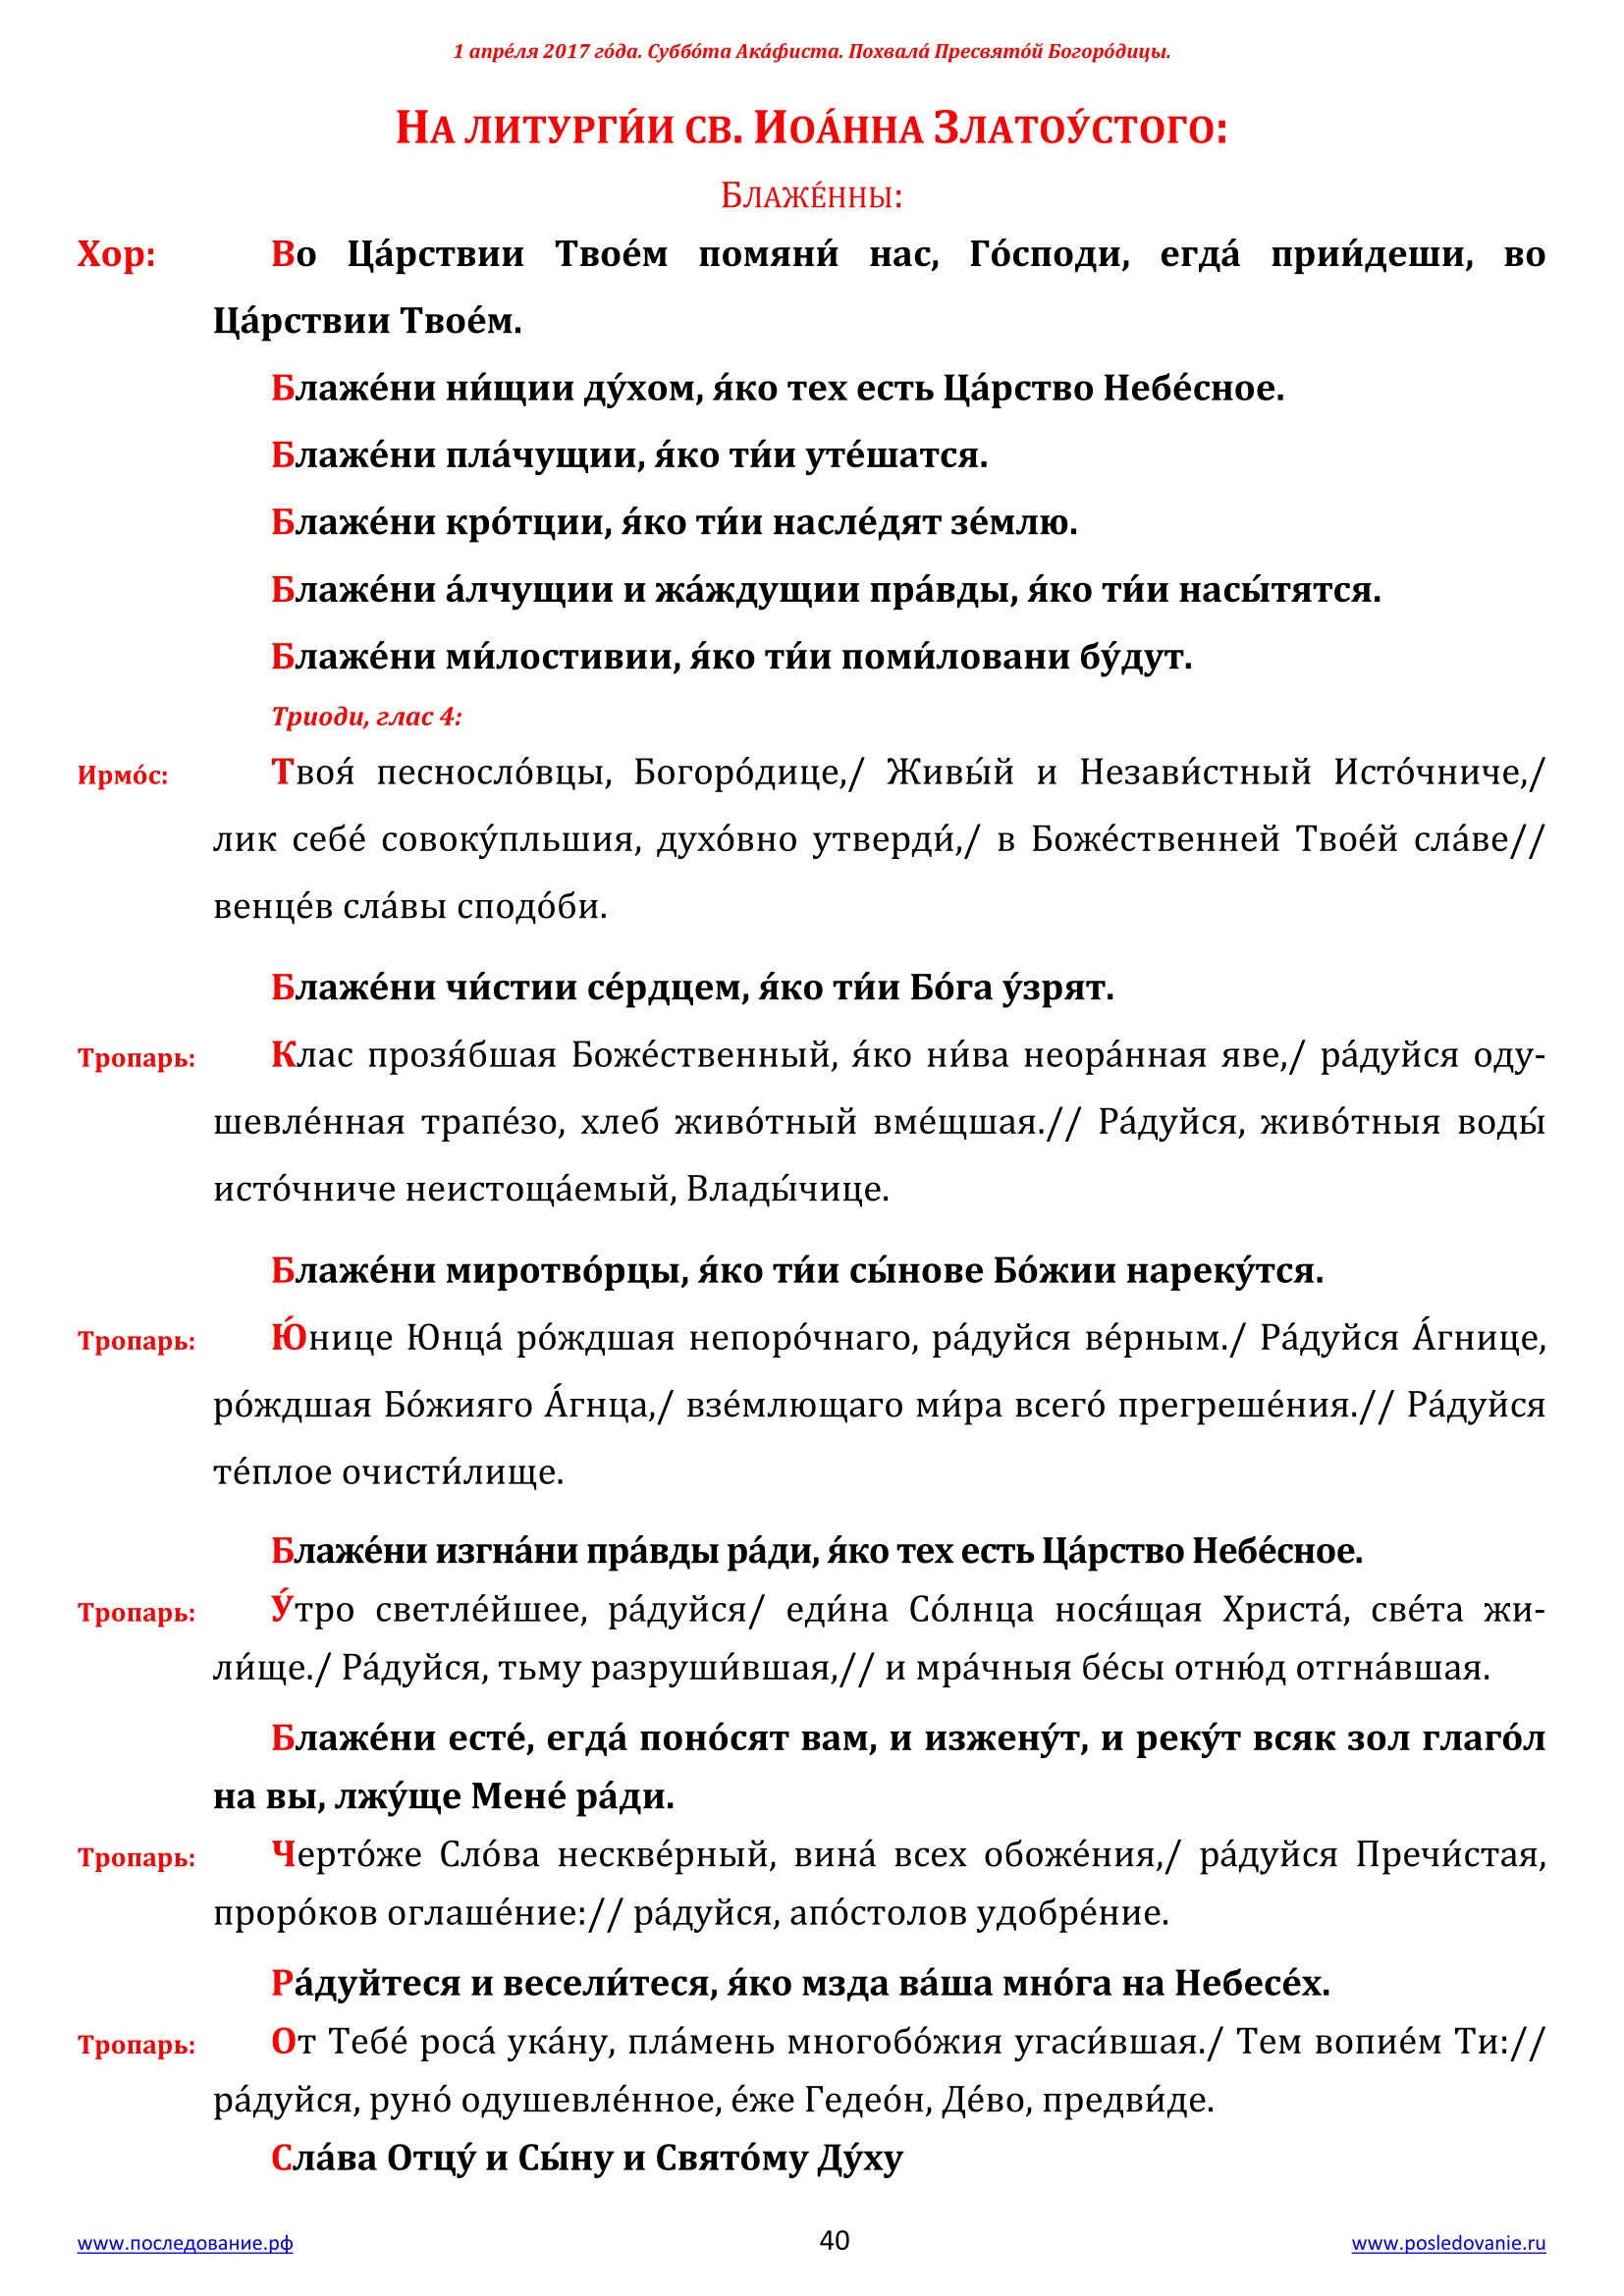 1 апре́ля 2017 го́да. Суббо́та Ака́фиста. Похвала́ Пресвято́й Богоро́дицы.
На литурги́и св. Иоа́нна Златоу́стого:
Блаже́нны:
Хор: Во Ца́рствии Твое́м помяни́ нас, Го́споди, егда́ прии́деши, во
Ца́рствии Твое́м.
Блаже́ни ни́щии ду́хом, я́ко тех есть Ца́рство Небе́сное.
Блаже́ни пла́чущии, я́ко ти́и уте́шатся.
Блаже́ни кро́тции, я́ко ти́и насле́дят зе́млю.
Блаже́ни а́лчущии и жа́ждущии пра́вды, я́ко ти́и насы́тятся.
Блаже́ни ми́лостивии, я́ко ти́и поми́ловани бу́дут.
Триоди, глас 4:
Ирмо́с: Твоя́ песносло́вцы, Богоро́дице,/ Живы́й и Незави́стный Исто́чниче,/
лик себе́ совоку́пльшия, духо́вно утверди́,/ в Боже́ственней Твое́й сла́ве//
венце́в сла́вы сподо́би.
Блаже́ни чи́стии се́рдцем, я́ко ти́и Бо́га у́зрят.
Тропарь: Клас прозя́бшая Боже́ственный, я́ко ни́ва неора́нная яве,/ ра́дуйся оду-
шевле́нная трапе́зо, хлеб живо́тный вме́щшая.// Ра́дуйся, живо́тныя воды́
исто́чниче неистоща́емый, Влады́чице.
Блаже́ни миротво́рцы, я́ко ти́и сы́нове Бо́жии нареку́тся.
Тропарь: Ю́нице Юнца́ ро́ждшая непоро́чнаго, ра́дуйся ве́рным./ Ра́дуйся А́гнице,
ро́ждшая Бо́жияго А́гнца,/ взе́млющаго ми́ра всего́ прегреше́ния.// Ра́дуйся
те́плое очисти́лище.
Блаже́ни изгна́ни пра́вды ра́ди, я́ко тех есть Ца́рство Небе́сное.
Тропарь: У́тро светле́йшее, ра́дуйся/ еди́на Со́лнца нося́щая Христа́, све́та жи-
ли́ще./ Ра́дуйся, тьму разруши́вшая,// и мра́чныя бе́сы отню́д отгна́вшая.
Блаже́ни есте́, егда́ поно́сят вам, и изжену́т, и реку́т всяк зол глаго́л
на вы, лжу́ще Мене́ ра́ди.
Тропарь: Черто́же Сло́ва нескве́рный, вина́ всех обоже́ния,/ ра́дуйся Пречи́стая,
проро́ков оглаше́ние:// ра́дуйся, апо́столов удобре́ние.
Ра́дуйтеся и весели́теся, я́ко мзда ва́ша мно́га на Небесе́х.
Тропарь: От Тебе́ роса́ ука́ну, пла́мень многобо́жия угаси́вшая./ Тем вопие́м Ти://
ра́дуйся, руно́ одушевле́нное, е́же Гедео́н, Де́во, предви́де.
Сла́ва Отцу́ и Сы́ну и Свято́му Ду́ху
www.последование.рф 40 www.posledovanie.ru